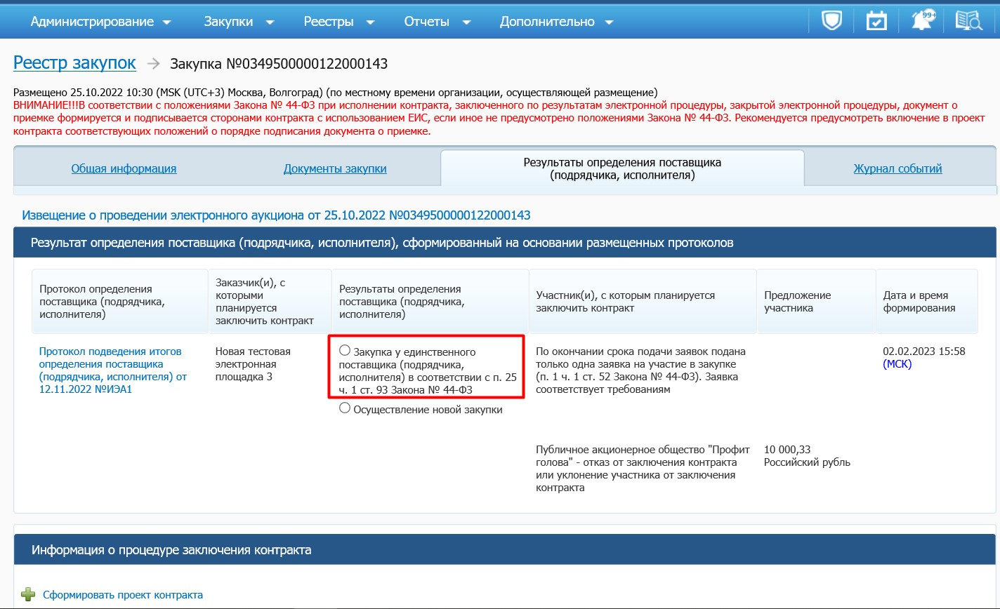 Администрирование Закупки Реестры Отчеты Дополнительно 99+
Реестр закупок Закупка №0349500000122000143
Размещено 25.10.2022 10:30 (MSK (UTC+3) Москва, Волгоград) (по местному времени организации, осуществляющей размещение)
ВНИМАНИЕ!!!В соответствии с положениями Закона № 44-ФЗ при исполнении контракта, заключенного по результатам электронной процедуры, закрытой электронной процедуры, документ о
приемке формируется и подписывается сторонами контракта с использованием ЕИС, если иное не предусмотрено положениями Закона № 44-ФЗ. Рекомендуется предусмотреть включение в проект
контракта соответствующих положений о порядке подписания документа о приемке.
Общая информация
Документы закупки
Результаты определения поставщика
(подрядчика, исполнителя)
Журнал событий
Извещение о проведении электронного аукциона от 25.10.2022 №0349500000122000143
Результат определения поставщика (подрядчика, исполнителя), сформированный на основании размещенных протоколов
Протокол определения
поставщика (подрядчика,
исполнителя)
Заказчик(и), с
которыми
планируется
заключить контракт
Результаты определения
поставщика (подрядчика,
исполнителя)
Участник(и), с которым планируется
заключить контракт
Предложение
участника
Дата и время
формирования
Протокол подведения итогов
определения поставщика
(подрядчика, исполнителя) от
12.11.2022 №ИЭА1
Новая тестовая
электронная
площадка 3
Закупка у единственного
поставщика (подрядчика,
исполнителя) в соответствии с п. 25
ч. 1 ст. 93 Закона № 44-ФЗ
Осуществление новой закупки
По окончании срока подачи заявок подана
только одна заявка на участие в закупке
(п. 1 ч. 1 ст. 52 Закона № 44-ФЗ). Заявка
соответствует требованиям
02.02.2023 15:58
(МСК)
Публичное акционерное общество "Профит
голова" - отказ от заключения контракта
или уклонение участника от заключения
контракта
10 000,33
Российский рубль
Информация о процедуре заключения контракта
Сформировать проект контракта